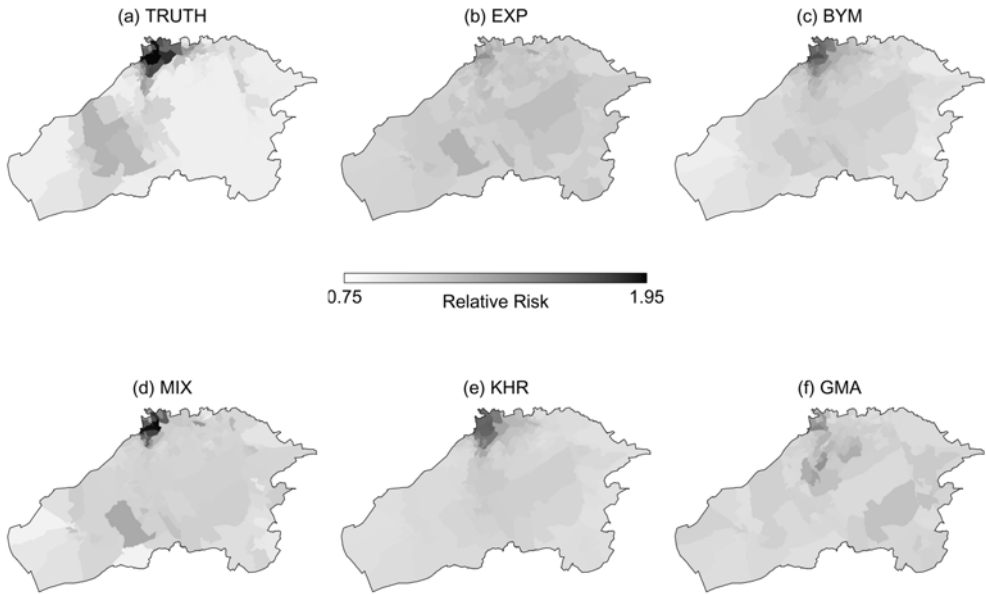 (a) TRUTH
(b) EXP
(c) BYM
0.75
Relative Risk
1.95
(d) MIX
(e) KHR
(f) GMA